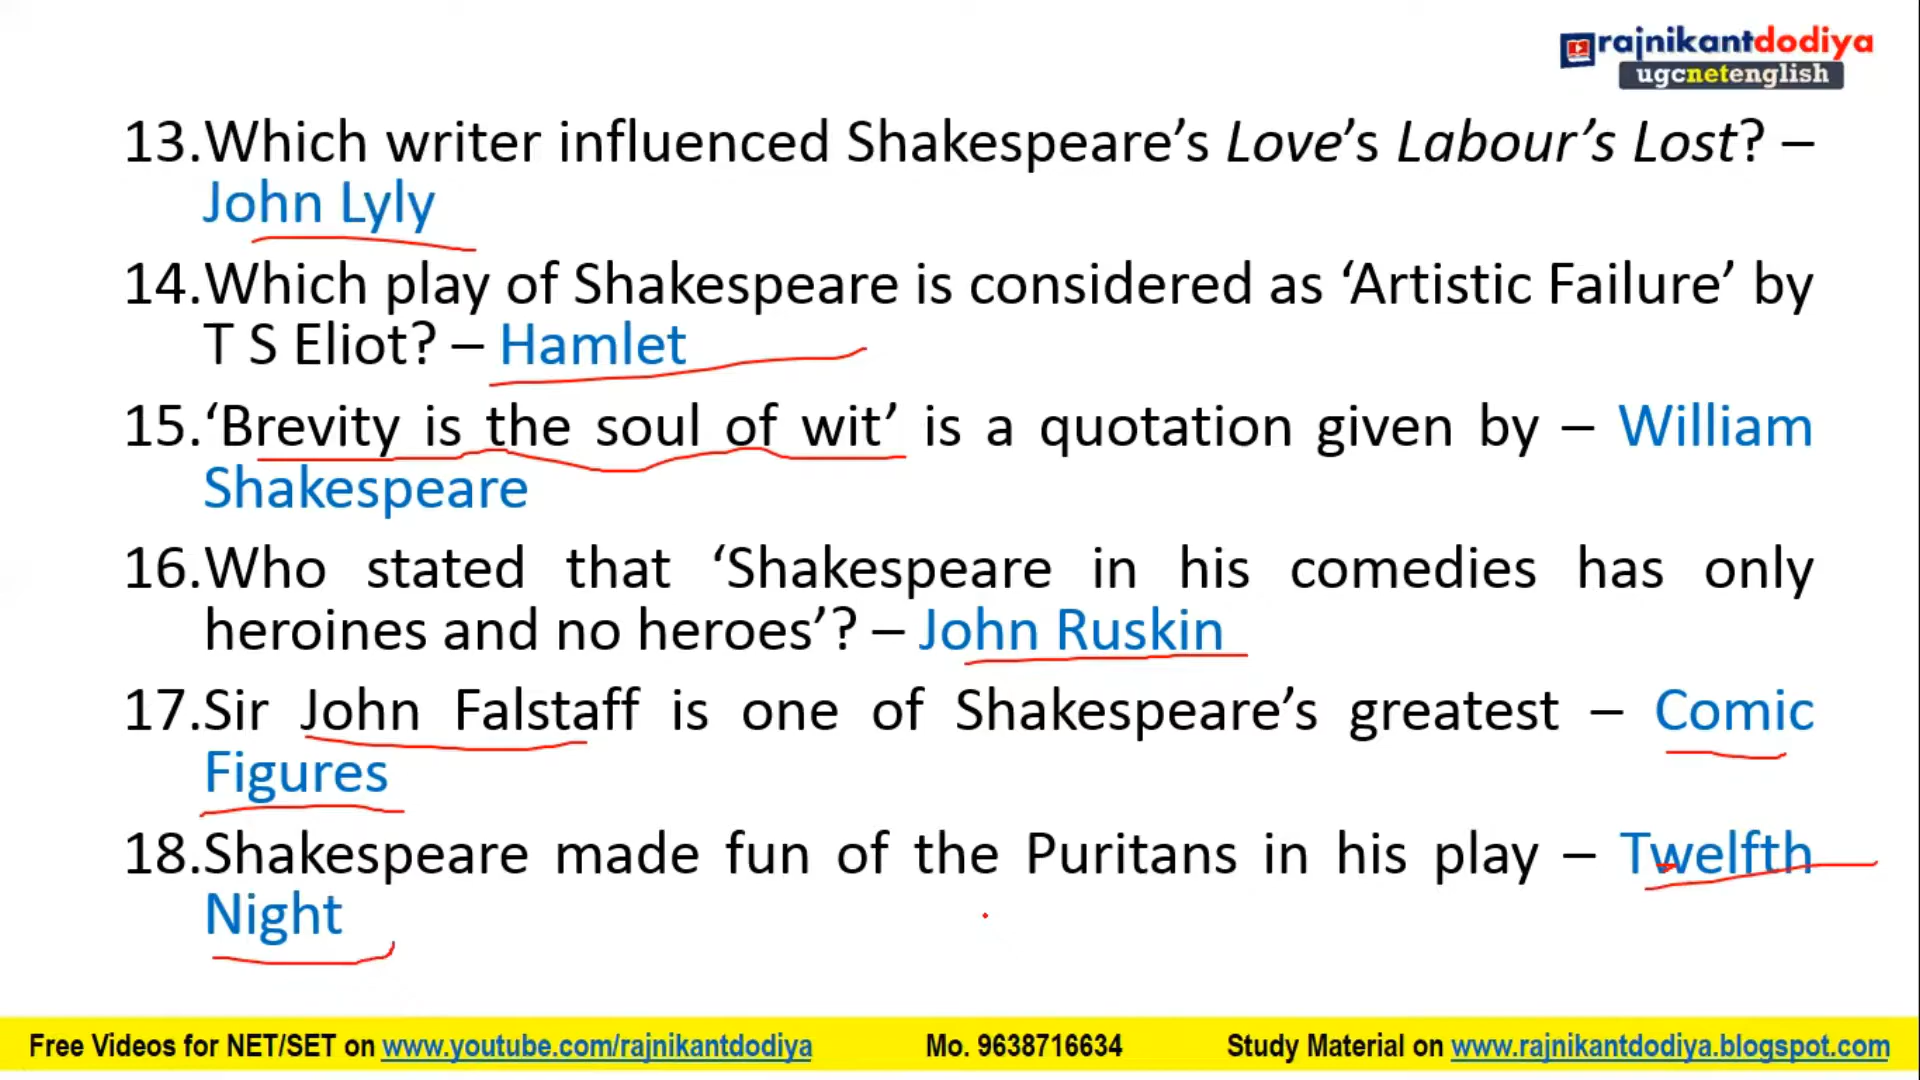 rajnikantdodiya
ugcnetenglish
13.Which writer influenced Shakespeare’s Love’s Labour’s Lost? –
John Lyly
14.Which play of Shakespeare is considered as ‘Artistic Failure’ by
T S Eliot? – Hamlet
15.‘Brevity is the soul of wit’ is a quotation given by – William
Shakespeare
16.Who stated that ‘Shakespeare in his comedies has only
heroines and no heroes’? – John Ruskin
17.Sir John Falstaff is one of Shakespeare’s greatest – Comic
Figures
18.Shakespeare made fun of the Puritans in his play – Twelfth
Night
Free Videos for NET/SET on www.youtube.com/rajnikantdodiya Mo. 9638716634 Study Material on www.rajnikantdodiya.blogspot.com